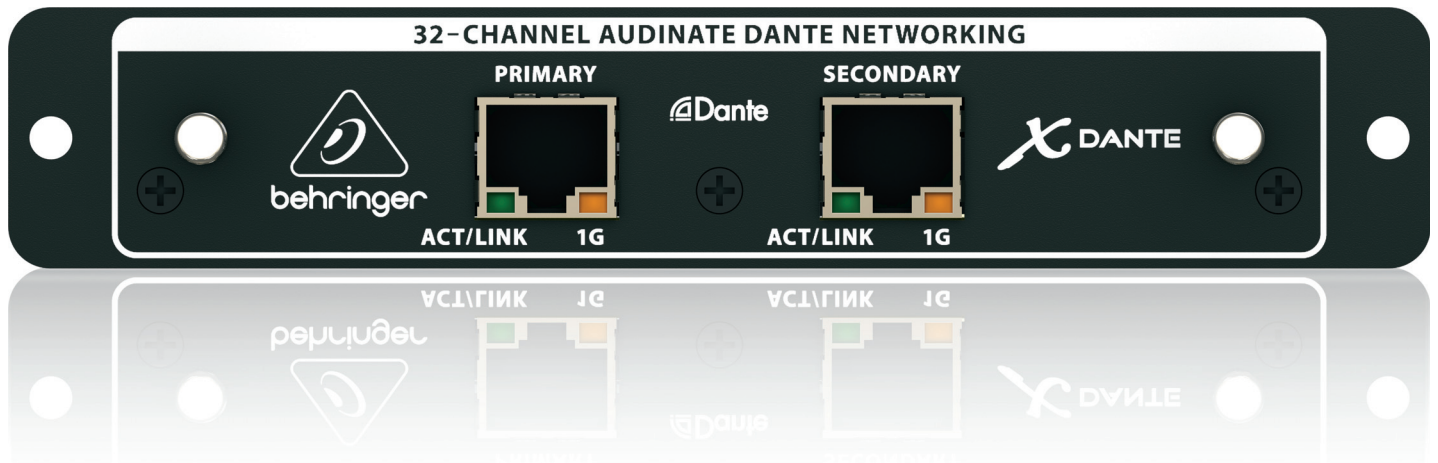 32-CHANNEL AUDINATE DANTE NETWORKING
PRIMARY
SECONDARY
Dante
X DANTE
behringer
ACT/LINK 1G
ACT/LINK 1G